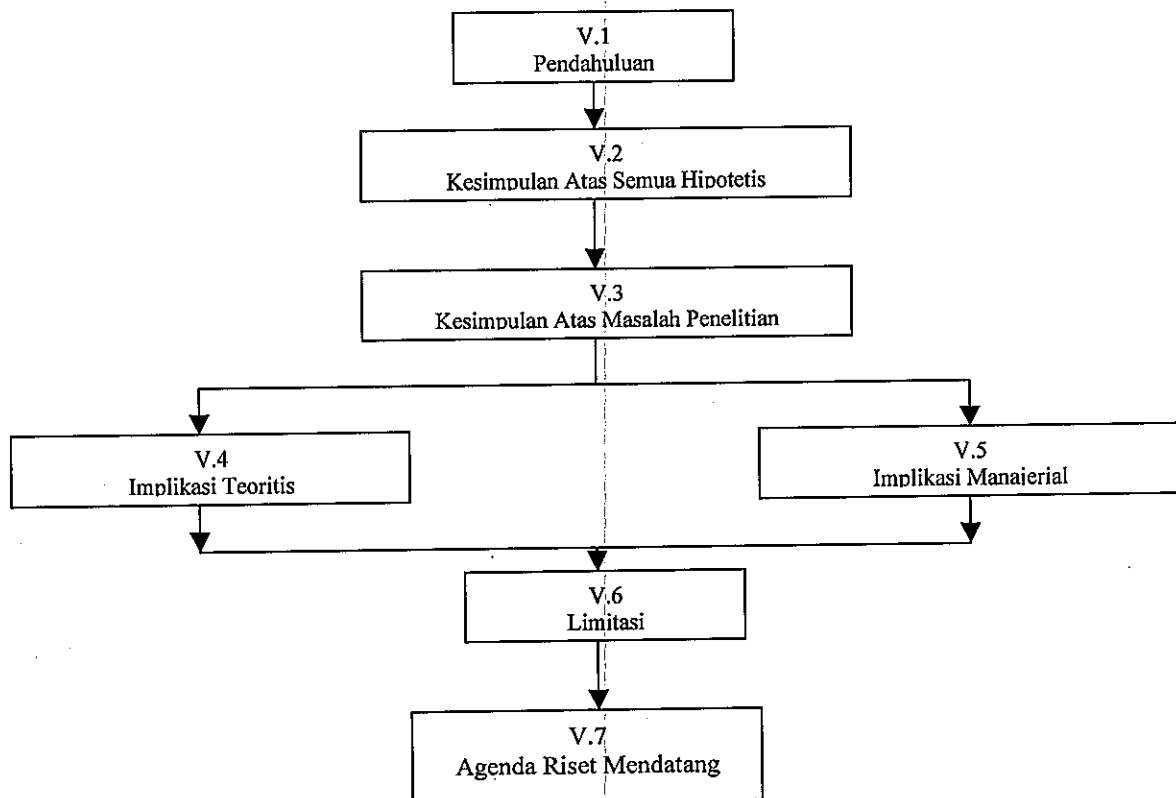 V.1
Pendahuluan
V.2
Kesimpulan Atas Semua Hipotetis
V.3
Kesimpulan Atas Masalah Penelitian
V.4
Implikasi Teoritis
V.5
Implikasi Manajerial
V.6
Limitasi
V.7
Agenda Riset Mendatang